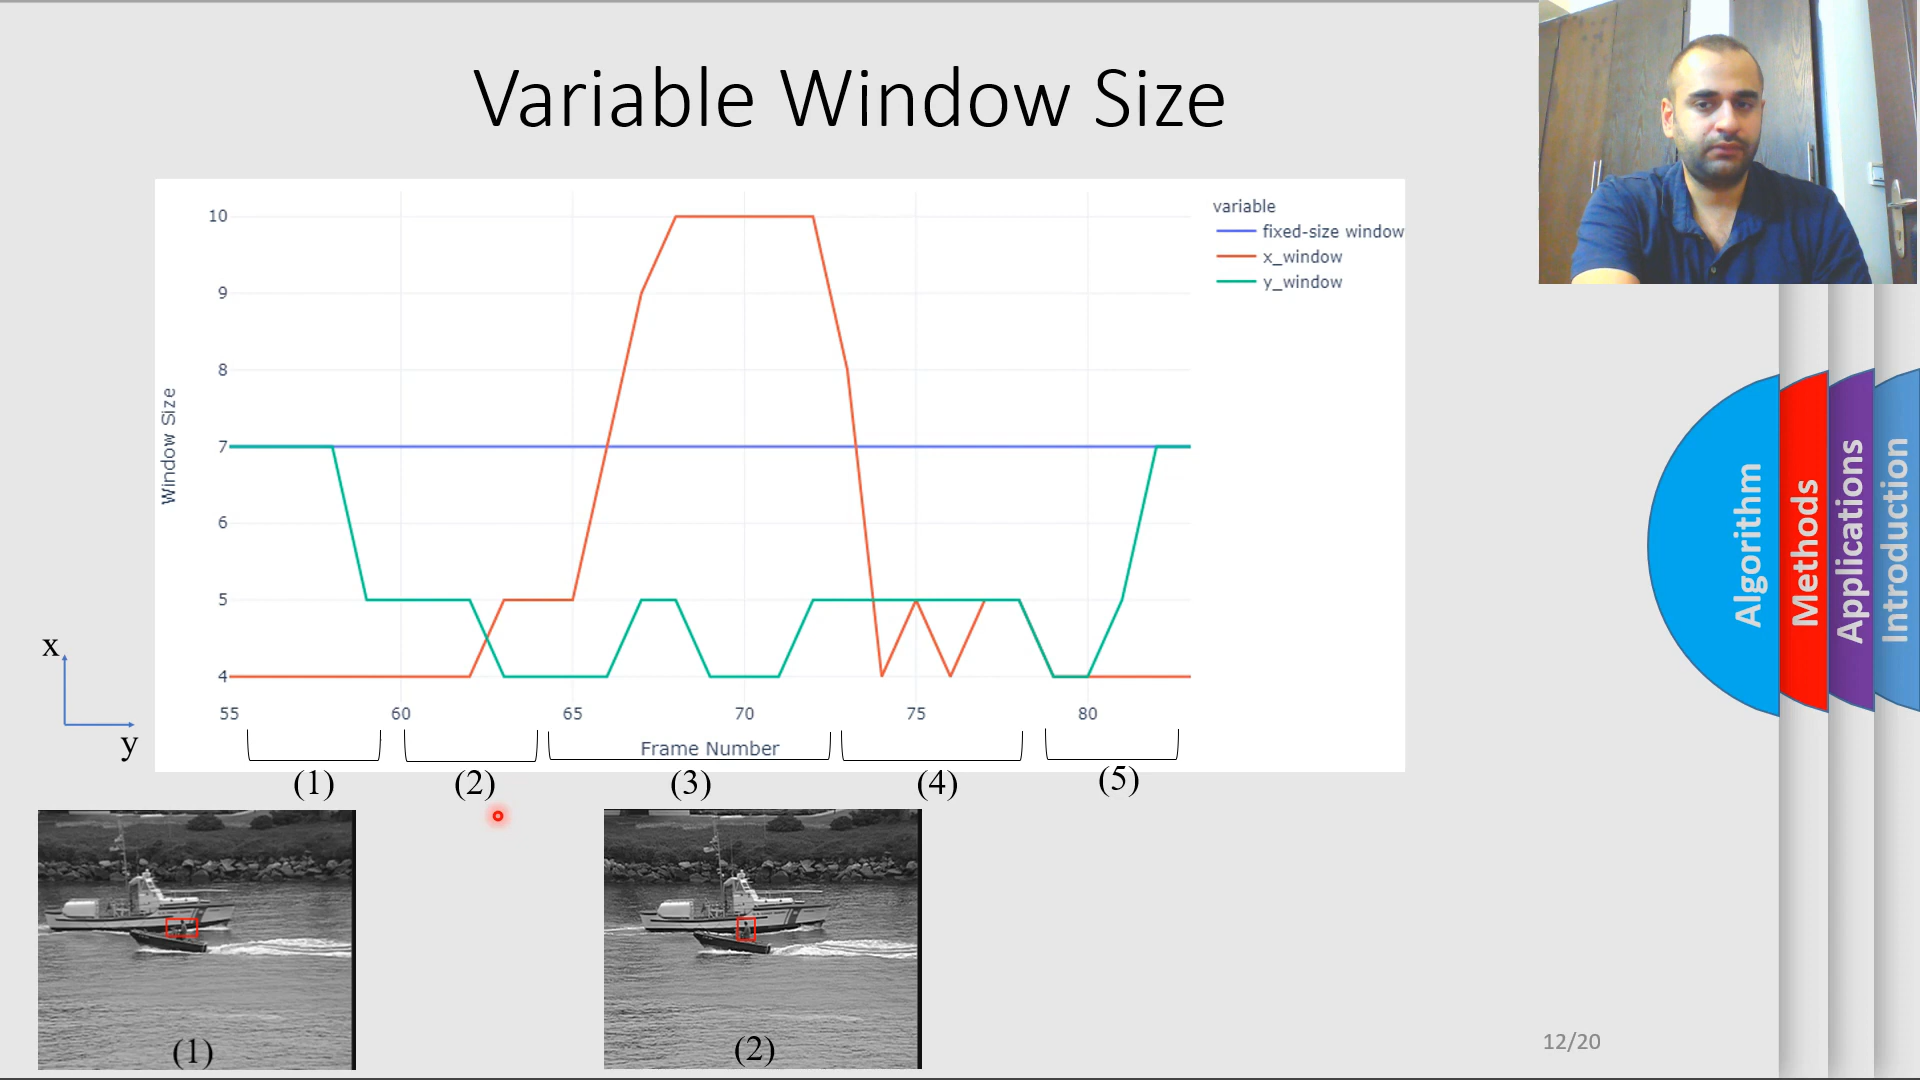 Variable Window Size
variable
fixed-size window
x_window
y_window
Window Size
10
9
8
7
6
5
4
55 60 65 70 75 80
Frame Number
x
y
(1) (2) (3) (4) (5)
(1)
(2)
Algorithm
Methods
Applications
Introduction
12/20